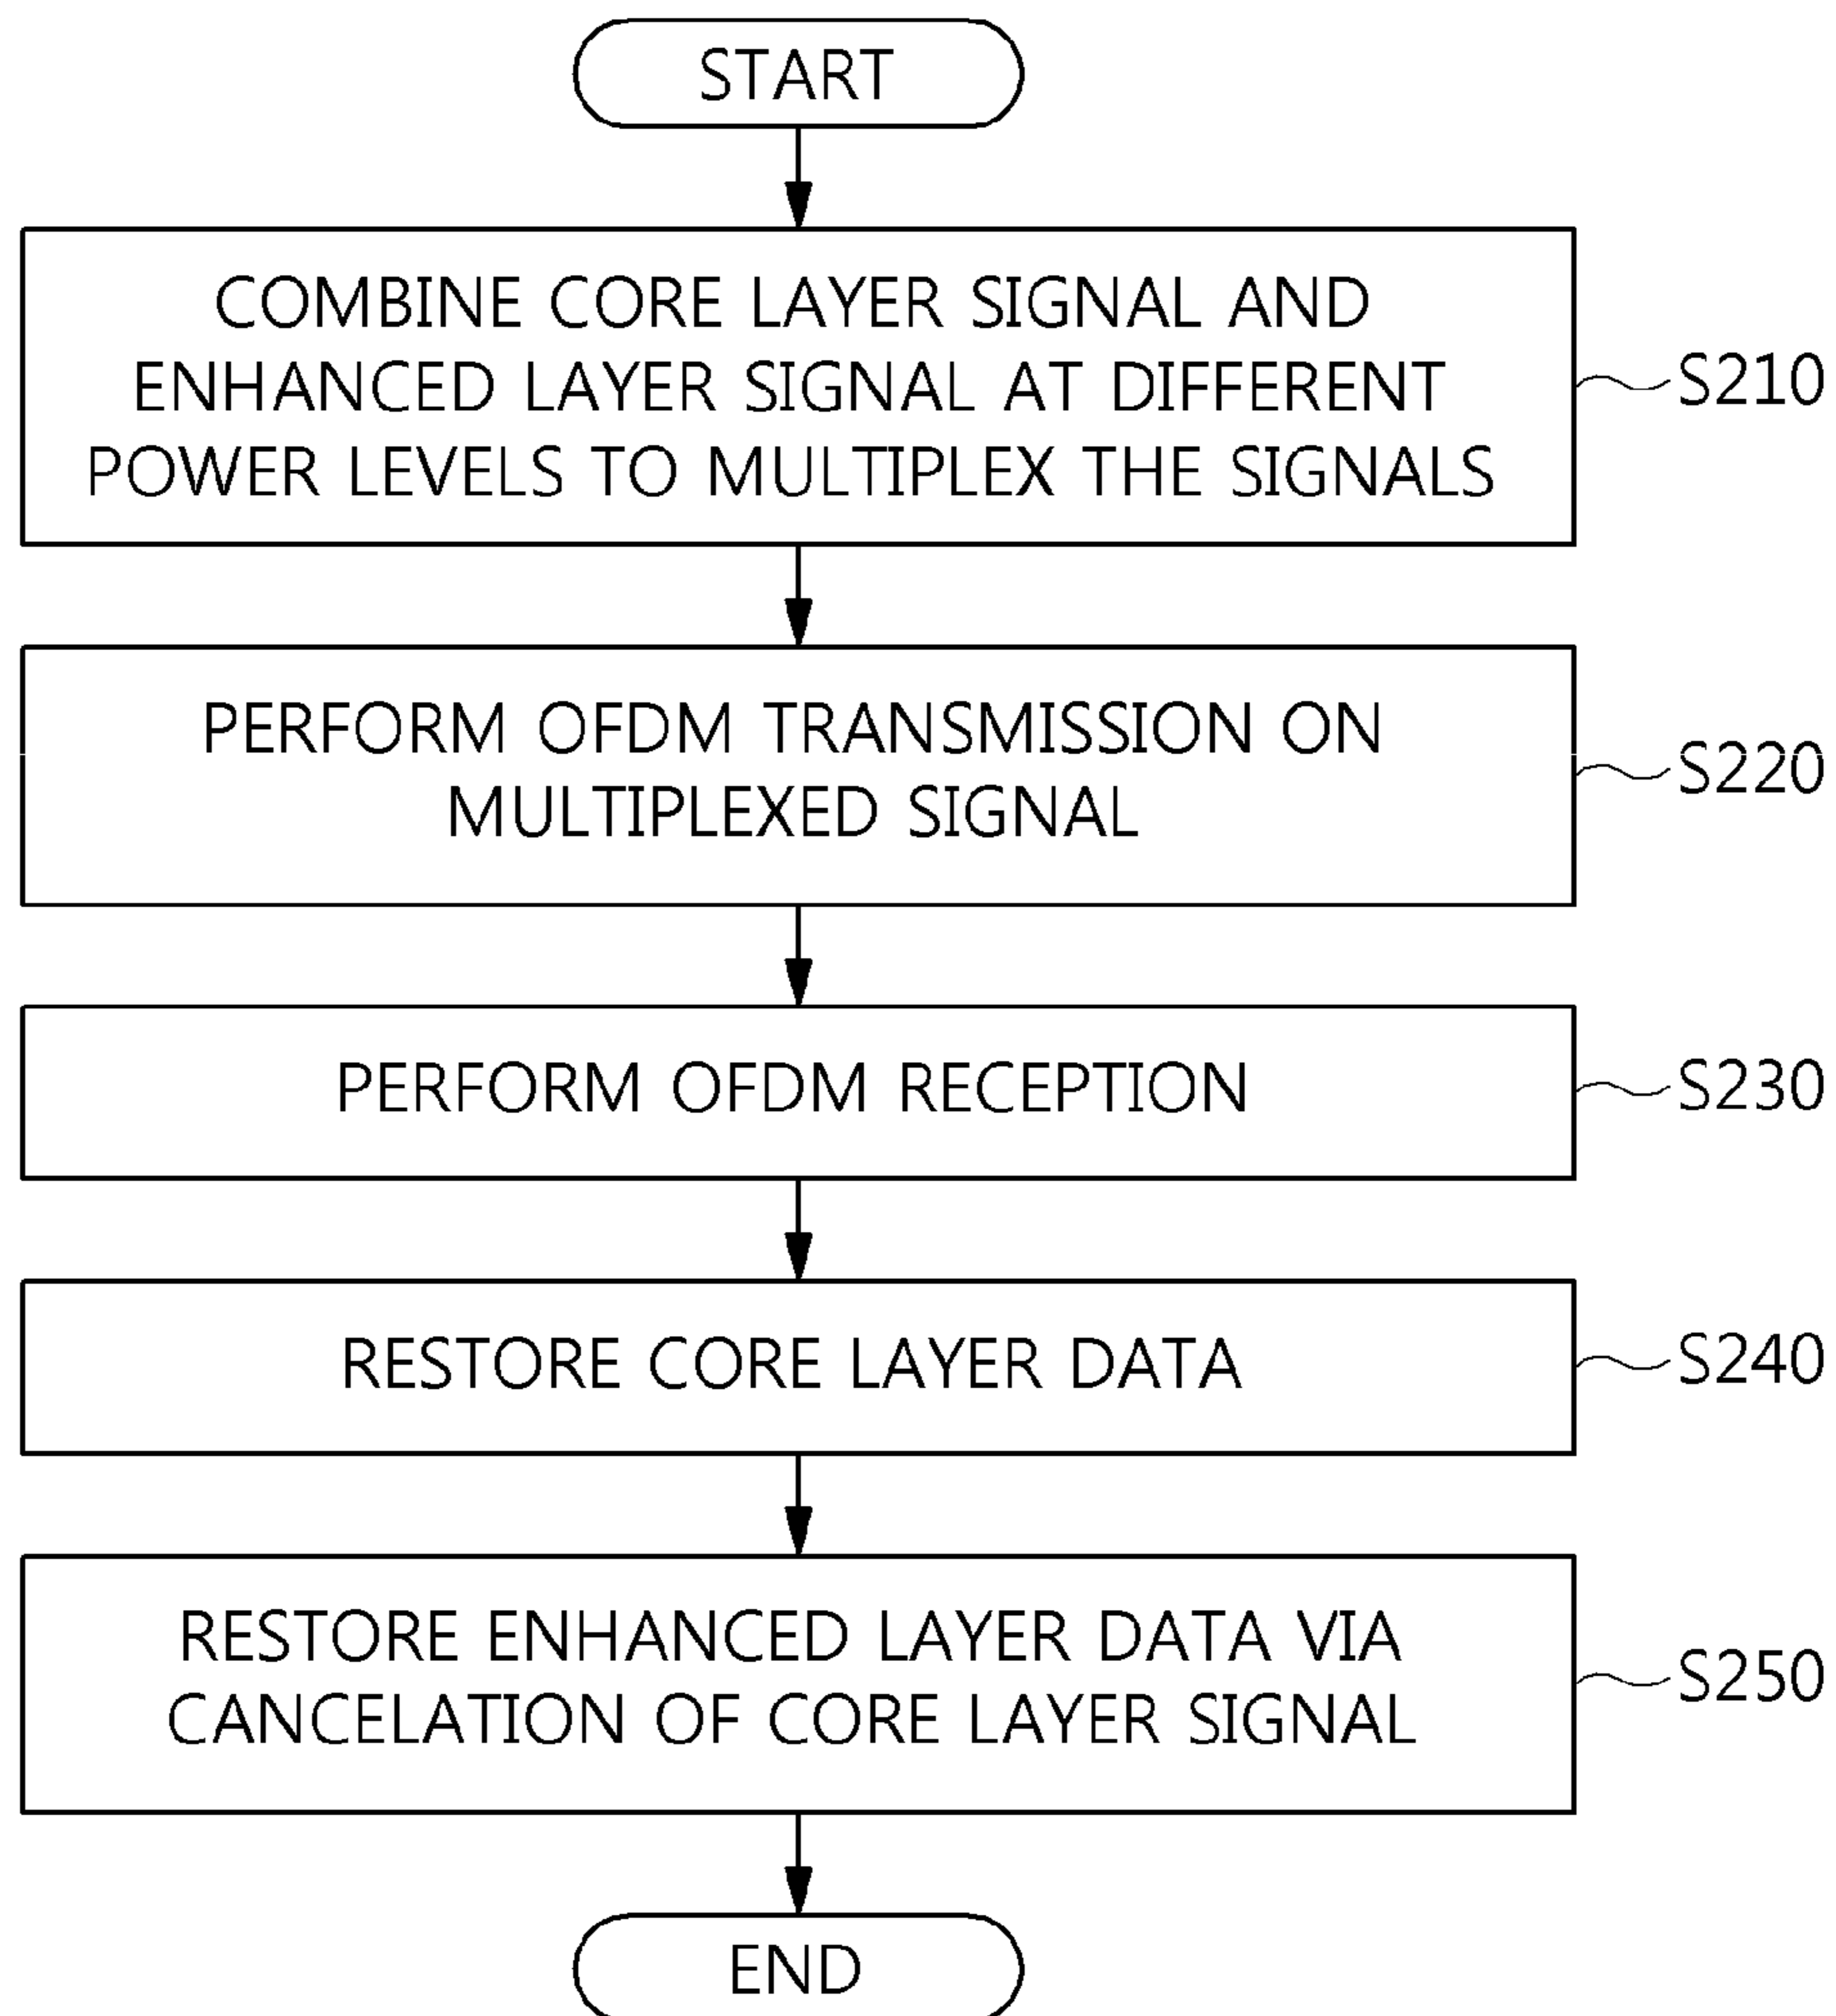 START
COMBINE CORE LAYER SIGNAL AND
ENHANCED LAYER SIGNAL AT DIFFERENT
POWER LEVELS TO MULTIPLEX THE SIGNALS
S210
PERFORM OFDM TRANSMISSION ON
MULTIPLEXED SIGNAL
S220
PERFORM OFDM RECEPTION
S230
RESTORE CORE LAYER DATA
S240
RESTORE ENHANCED LAYER DATA VIA
CANCELATION OF CORE LAYER SIGNAL
S250
END